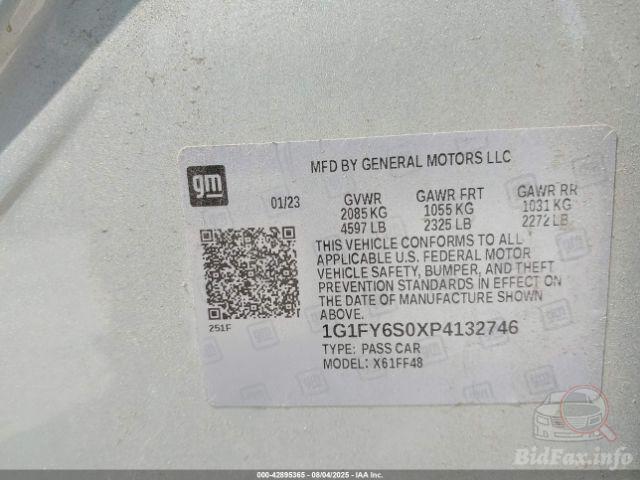 gm
MFD BY GENERAL MOTORS LLC
01/23 GVWR GAWR FRT GAWR RR
2085 KG 1055 KG 1031 KG
4597 LB 2325 LB 2272 LB
THIS VEHICLE CONFORMS TO ALL
APPLICABLE U.S. FEDERAL MOTOR
VEHICLE SAFETY, BUMPER, AND THEFT
PREVENTION STANDARDS IN EFFECT ON
THE DATE OF MANUFACTURE SHOWN
ABOVE.
251F
1G1FY6S0XP4132746
TYPE: PASS CAR
MODEL: X61FF48
000-42895365 - 08/04/2025 - IAA Inc.
BidFax.info